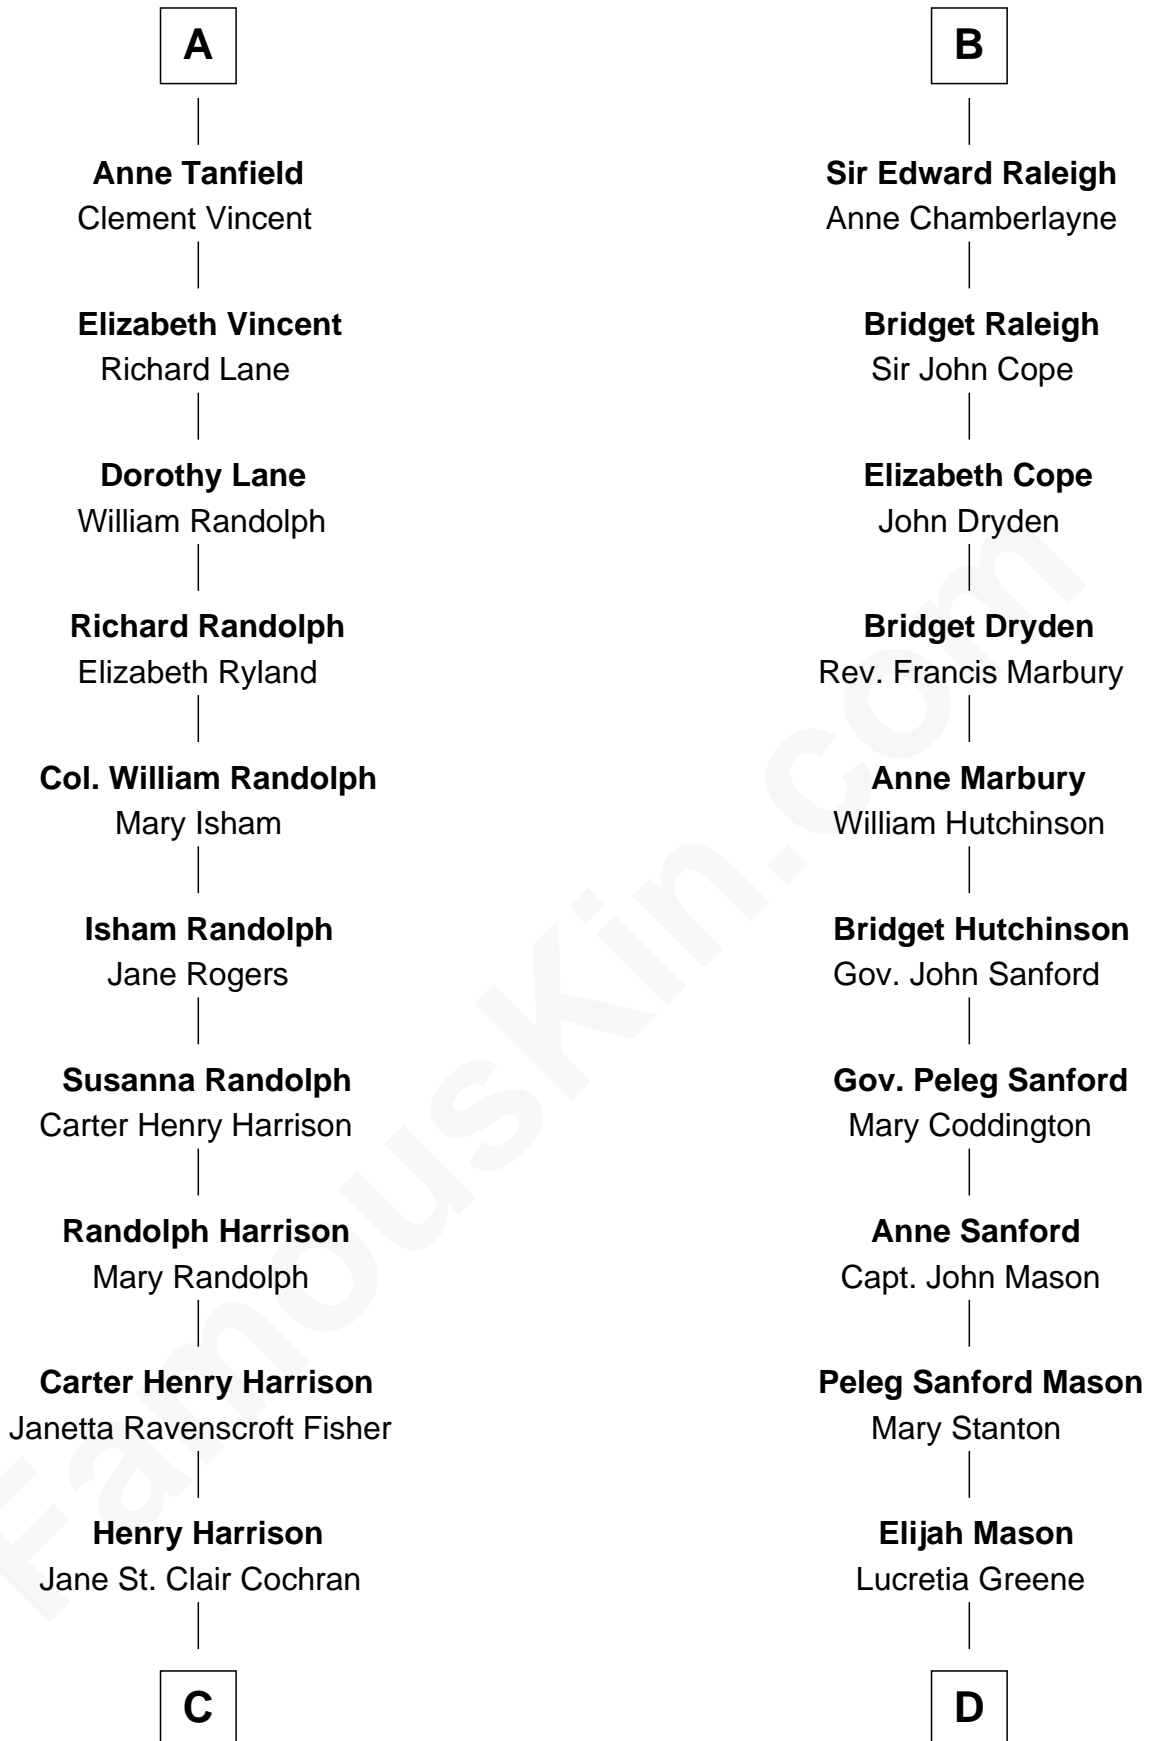 A
Anne Tanfield
Clement Vincent
Elizabeth Vincent
Richard Lane
Dorothy Lane
William Randolph
Richard Randolph
Elizabeth Ryland
Col. William Randolph
Mary Isham
Isham Randolph
Jane Rogers
Susanna Randolph
Carter Henry Harrison
Randolph Harrison
Mary Randolph
Carter Henry Harrison
Janetta Ravenscroft Fisher
Henry Harrison
Jane St. Clair Cochran
C
B
Sir Edward Raleigh
Anne Chamberlayne
Bridget Raleigh
Sir John Cope
Elizabeth Cope
John Dryden
Bridget Dryden
Rev. Francis Marbury
Anne Marbury
William Hutchinson
Bridget Hutchinson
Gov. John Sanford
Gov. Peleg Sanford
Mary Coddington
Anne Sanford
Capt. John Mason
Peleg Sanford Mason
Mary Stanton
Elijah Mason
Lucretia Greene
D
FamousKin.com